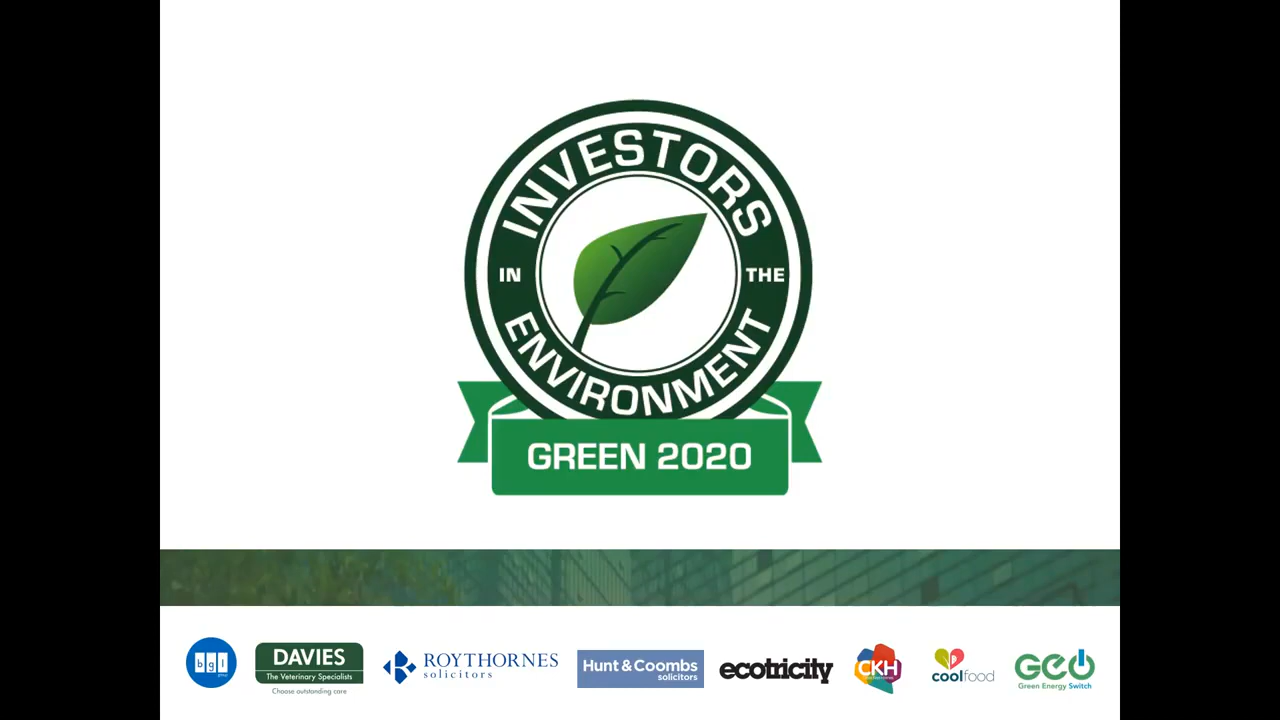 INVESTORS
IN THE
ENVIRONMENT
GREEN 2020
bgl
DAVIES
The Veterinary Specialists
Choose outstanding care
ROYTHORNES
solicitors
Hunt & Coombs
solicitors
ecotricity
CKH
coolfood
GEO
Green Energy Switch